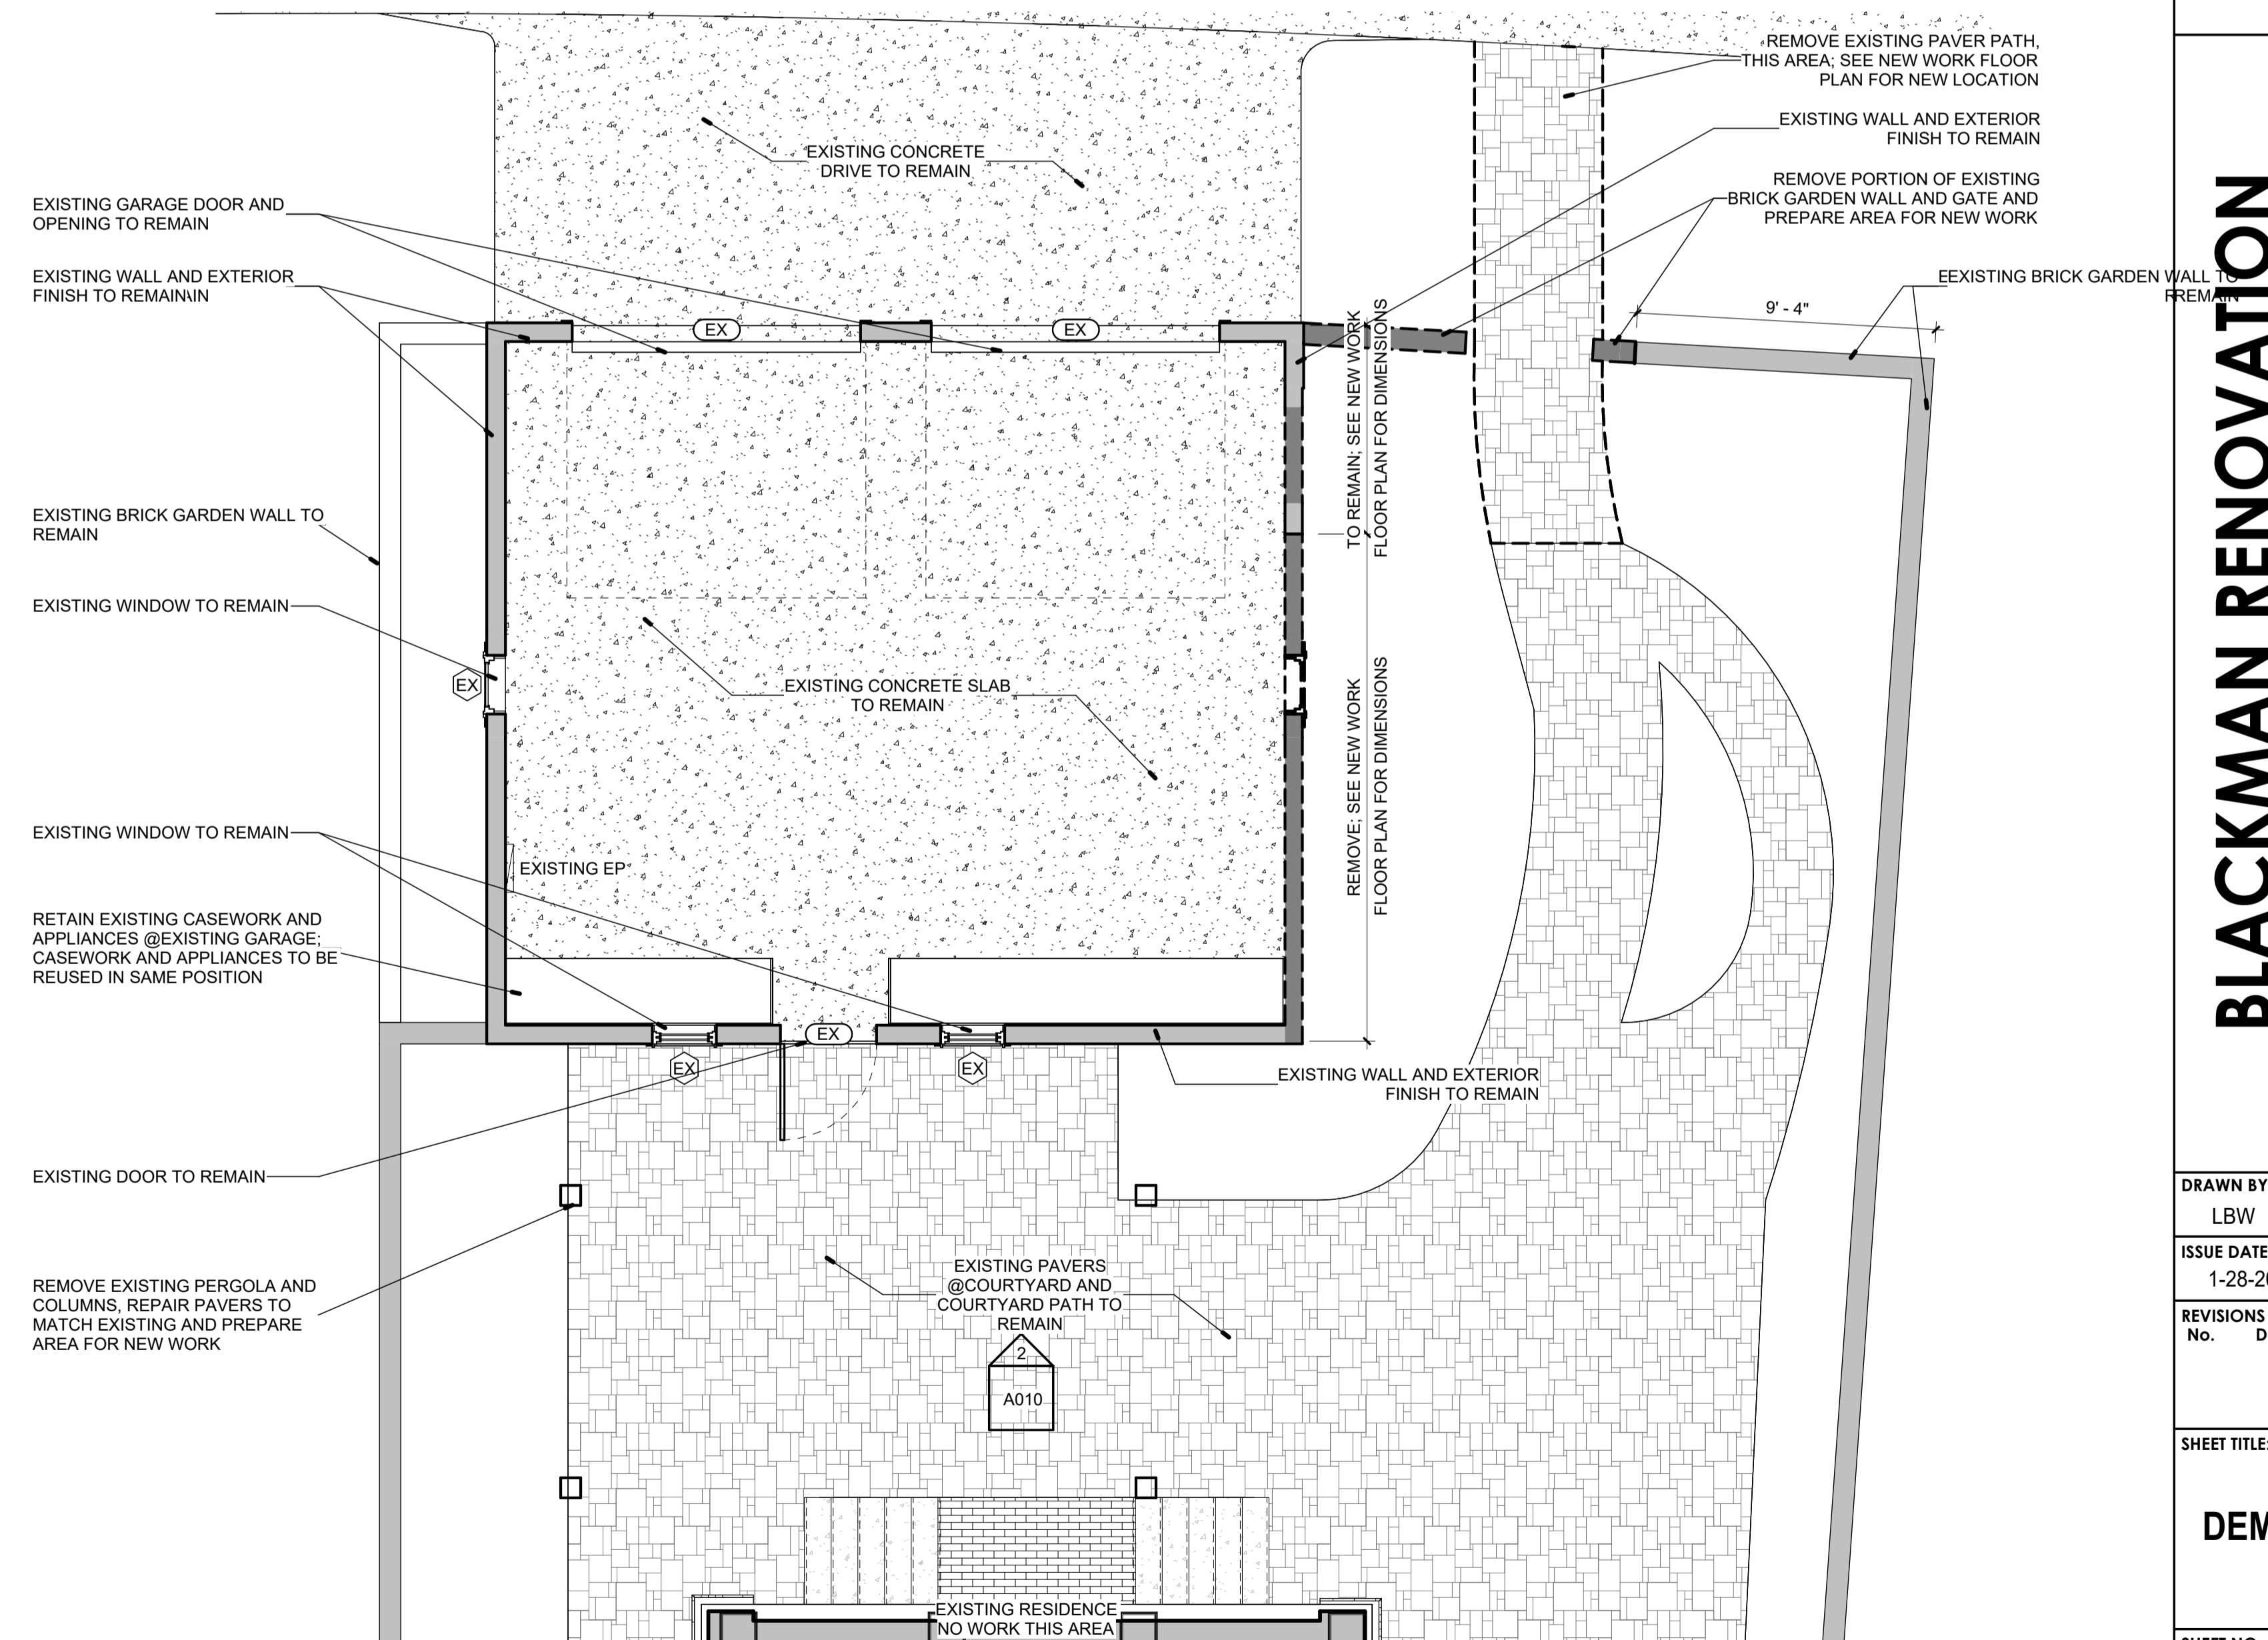 REMOVE EXISTING PAVER PATH,
THIS AREA; SEE NEW WORK FLOOR
PLAN FOR NEW LOCATION
EXISTING WALL AND EXTERIOR
FINISH TO REMAIN
EXISTING CONCRETE
DRIVE TO REMAIN
REMOVE PORTION OF EXISTING
BRICK GARDEN WALL AND GATE AND
PREPARE AREA FOR NEW WORK
EXISTING GARAGE DOOR AND
OPENING TO REMAIN
EXISTING WALL AND EXTERIOR
FINISH TO REMAIN
EXISTING BRICK GARDEN WALL TO
REMAIN
9' - 4"
EX
EX
TO REMAIN; SEE NEW WORK
FLOOR PLAN FOR DIMENSIONS
EXISTING BRICK GARDEN WALL TO
REMAIN
EXISTING WINDOW TO REMAIN
EX
EXISTING CONCRETE SLAB
TO REMAIN
REMOVE; SEE NEW WORK
FLOOR PLAN FOR DIMENSIONS
EXISTING WINDOW TO REMAIN
EXISTING EP
RETAIN EXISTING CASEWORK AND
APPLIANCES @EXISTING GARAGE;
CASEWORK AND APPLIANCES TO BE
REUSED IN SAME POSITION
EX
EX
EX
EXISTING WALL AND EXTERIOR
FINISH TO REMAIN
EXISTING DOOR TO REMAIN
REMOVE EXISTING PERGOLA AND
COLUMNS, REPAIR PAVERS TO
MATCH EXISTING AND PREPARE
AREA FOR NEW WORK
EXISTING PAVERS
@COURTYARD AND
COURTYARD PATH TO
REMAIN
2
A010
EXISTING RESIDENCE
NO WORK THIS AREA
BLACKMAN RENOVATION
DRAWN BY
LBW
ISSUE DATE
1-28-20
REVISIONS
No. D
SHEET TITLE:
DEM